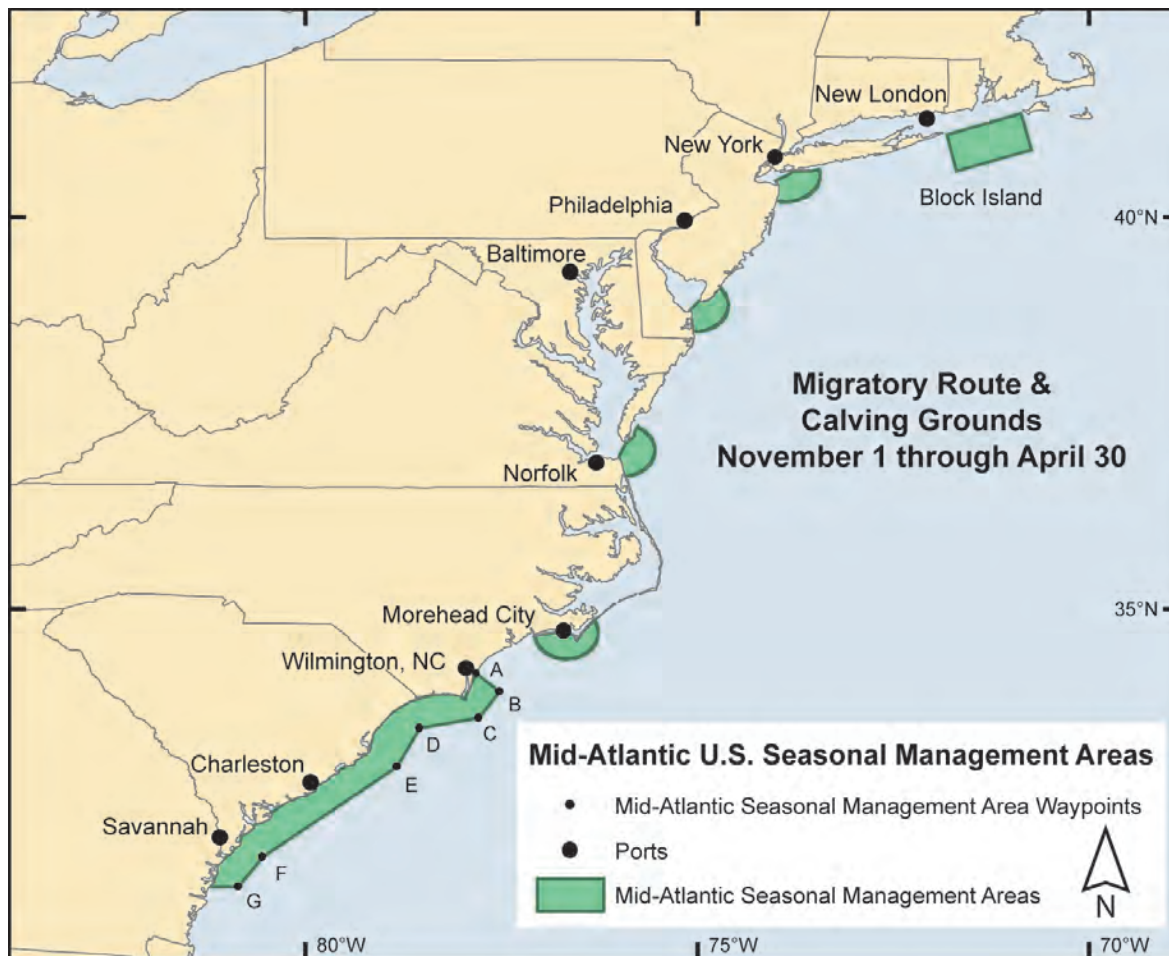 New London
New York
Block Island
Philadelphia
40°N
Baltimore
Migratory Route &
Calving Grounds
November 1 through April 30
Norfolk
Morehead City
35°N
Wilmington, NC
A
B
C
D
E
Charleston
Savannah
F
G
Mid-Atlantic U.S. Seasonal Management Areas
Mid-Atlantic Seasonal Management Area Waypoints
Ports
Mid-Atlantic Seasonal Management Areas
N
80°W
75°W
70°W